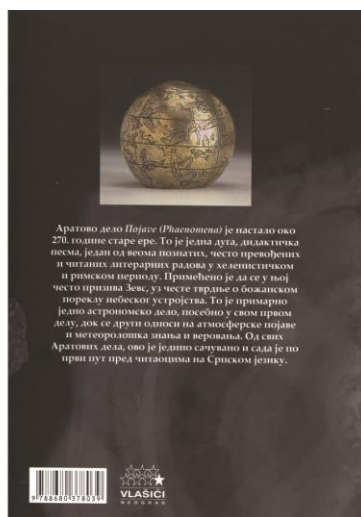 Аратово дело Појаве (Phaenomena) је настало око
270. године старе ере. То је једна дуга, дидактичка
песма, један од веома познатих, често превођених
и читаних литерарних радова у хеленистичком
и римском периоду. Примећено је да се у њој
често призива Зевс, уз честе тврдње о божанском
пореклу небеског устројства. То је примарно
једно астрономско дело, посебно у свом првом
делу, док се други односи на атмосферске појаве
и метеоролошка знања и веровања. Од свих
Аратових дела, ово је једино сачувано и сада је по
први пут пред читаоцима на Српском језику.
9 788680 378039
VLAŠIĆI
BEOGRAD